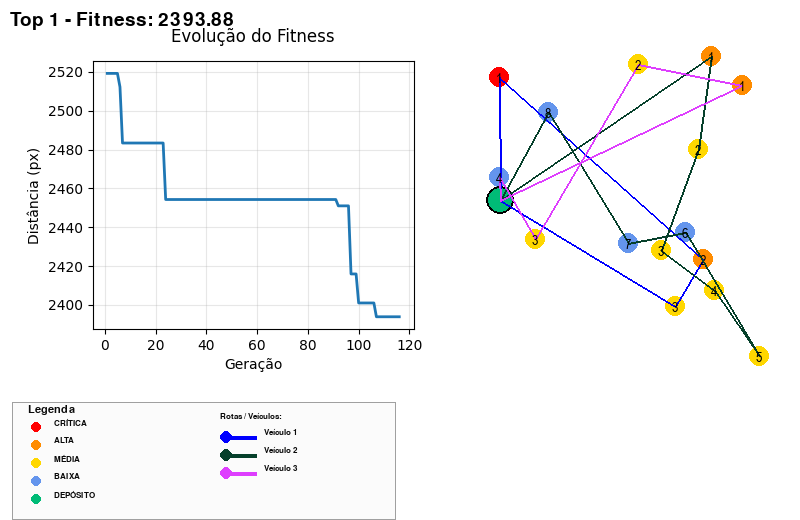 Top 1 - Fitness: 2393.88
Evolução do Fitness
2520
2500
2480
2460
2440
2420
2400
Distância (px)
0 20 40 60 80 100 120
Geração
1
2
1
1
8
2
4
3
7
6
3
2
3
4
5
Legenda
CRÍTICA
ALTA
MÉDIA
BAIXA
DEPÓSITO
Rotas / Veículos:
Veículo 1
Veículo 2
Veículo 3